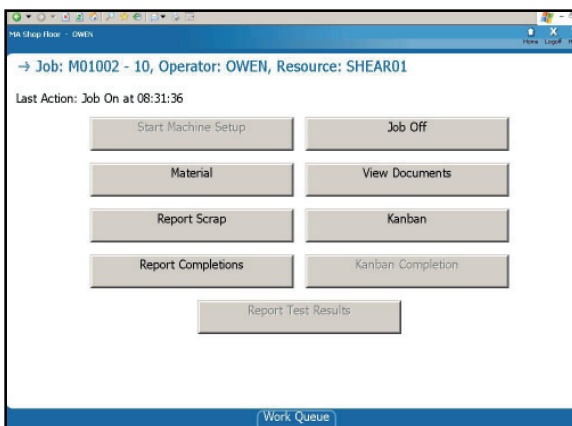 MA Shop Floor - OWEN
Home Logoff
→ Job: M01002 - 10, Operator: OWEN, Resource: SHEAR01
Last Action: Job On at 08:31:36
Start Machine Setup Job Off
Material View Documents
Report Scrap Kanban
Report Completions Kanban Completion
Report Test Results
Work Queue